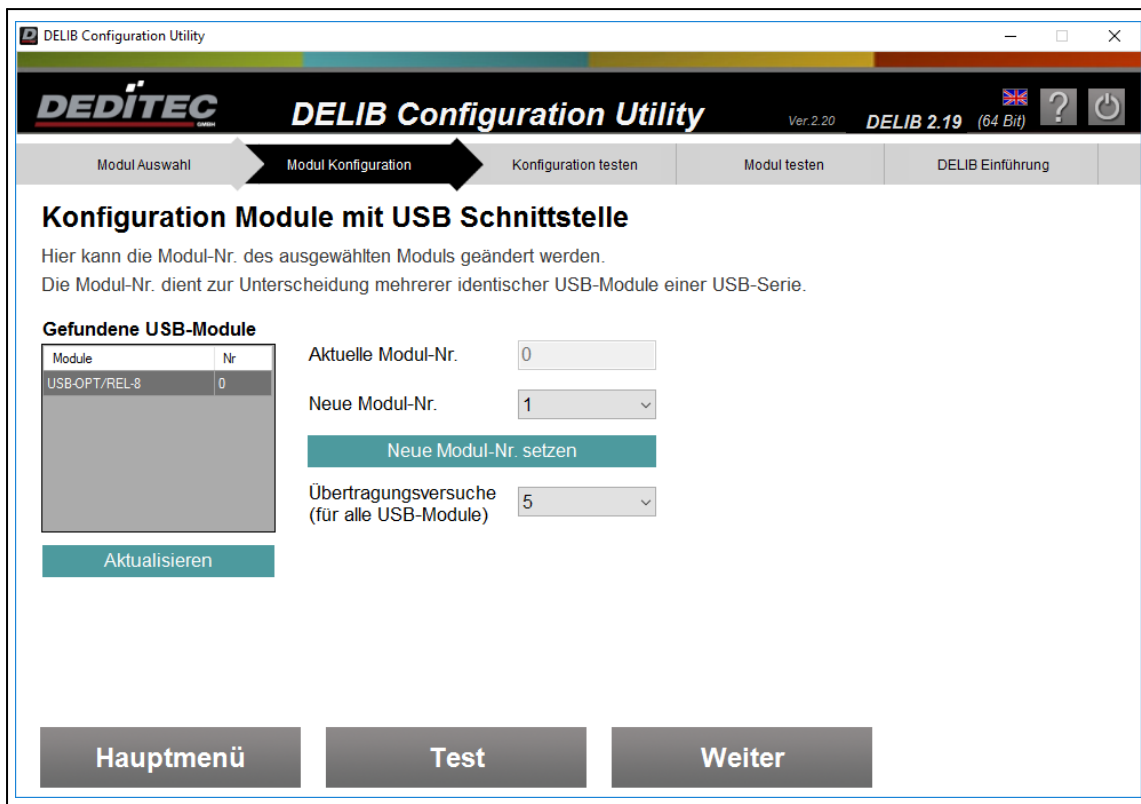 DELIB Configuration Utility
DEDITEC
GMBH
DELIB Configuration Utility
Ver.2.20
DELIB 2.19 (64 Bit)
?
Modul Auswahl
Modul Konfiguration
Konfiguration testen
Modul testen
DELIB Einführung
Konfiguration Module mit USB Schnittstelle
Hier kann die Modul-Nr. des ausgewählten Moduls geändert werden.
Die Modul-Nr. dient zur Unterscheidung mehrerer identischer USB-Module einer USB-Serie.
Gefundene USB-Module
Module Nr
USB-OPT/REL-8 0
Aktualisieren
Aktuelle Modul-Nr. 0
Neue Modul-Nr. 1
Neue Modul-Nr. setzen
Übertragungsversuche
(für alle USB-Module)
5
Hauptmenü
Test
Weiter